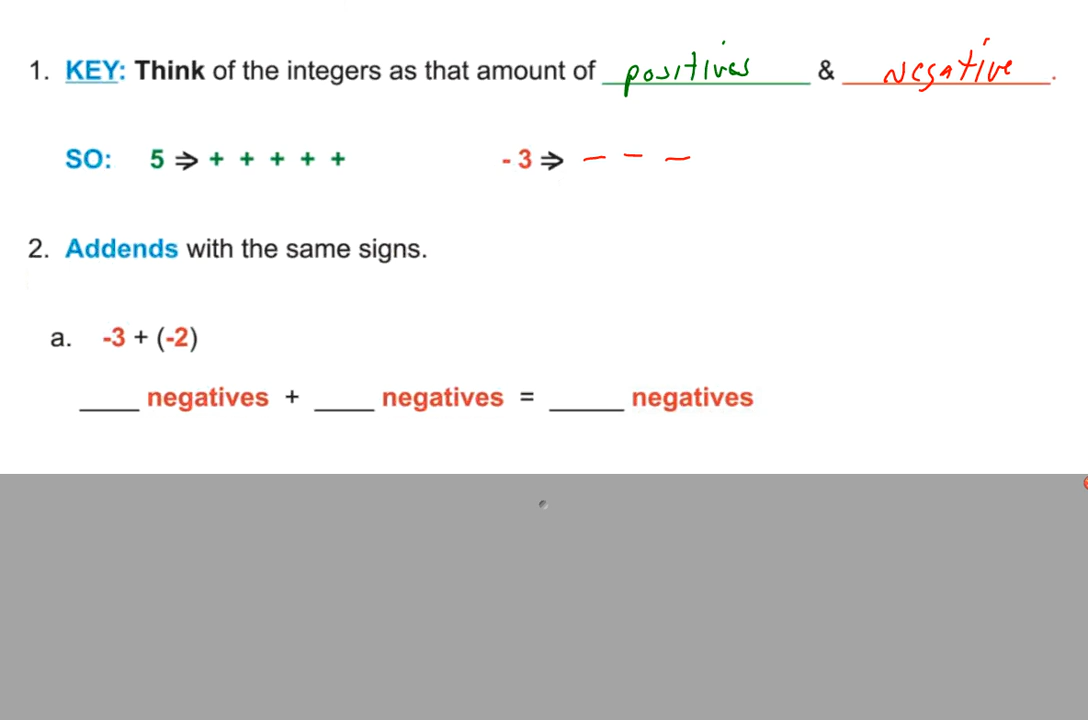 1. KEY: Think of the integers as that amount of positives & negative.
SO: 5 ⇒ + + + + + - 3 ⇒ — — —
2. Addends with the same signs.
a. -3 + (-2)
____ negatives + ____ negatives = _____ negatives